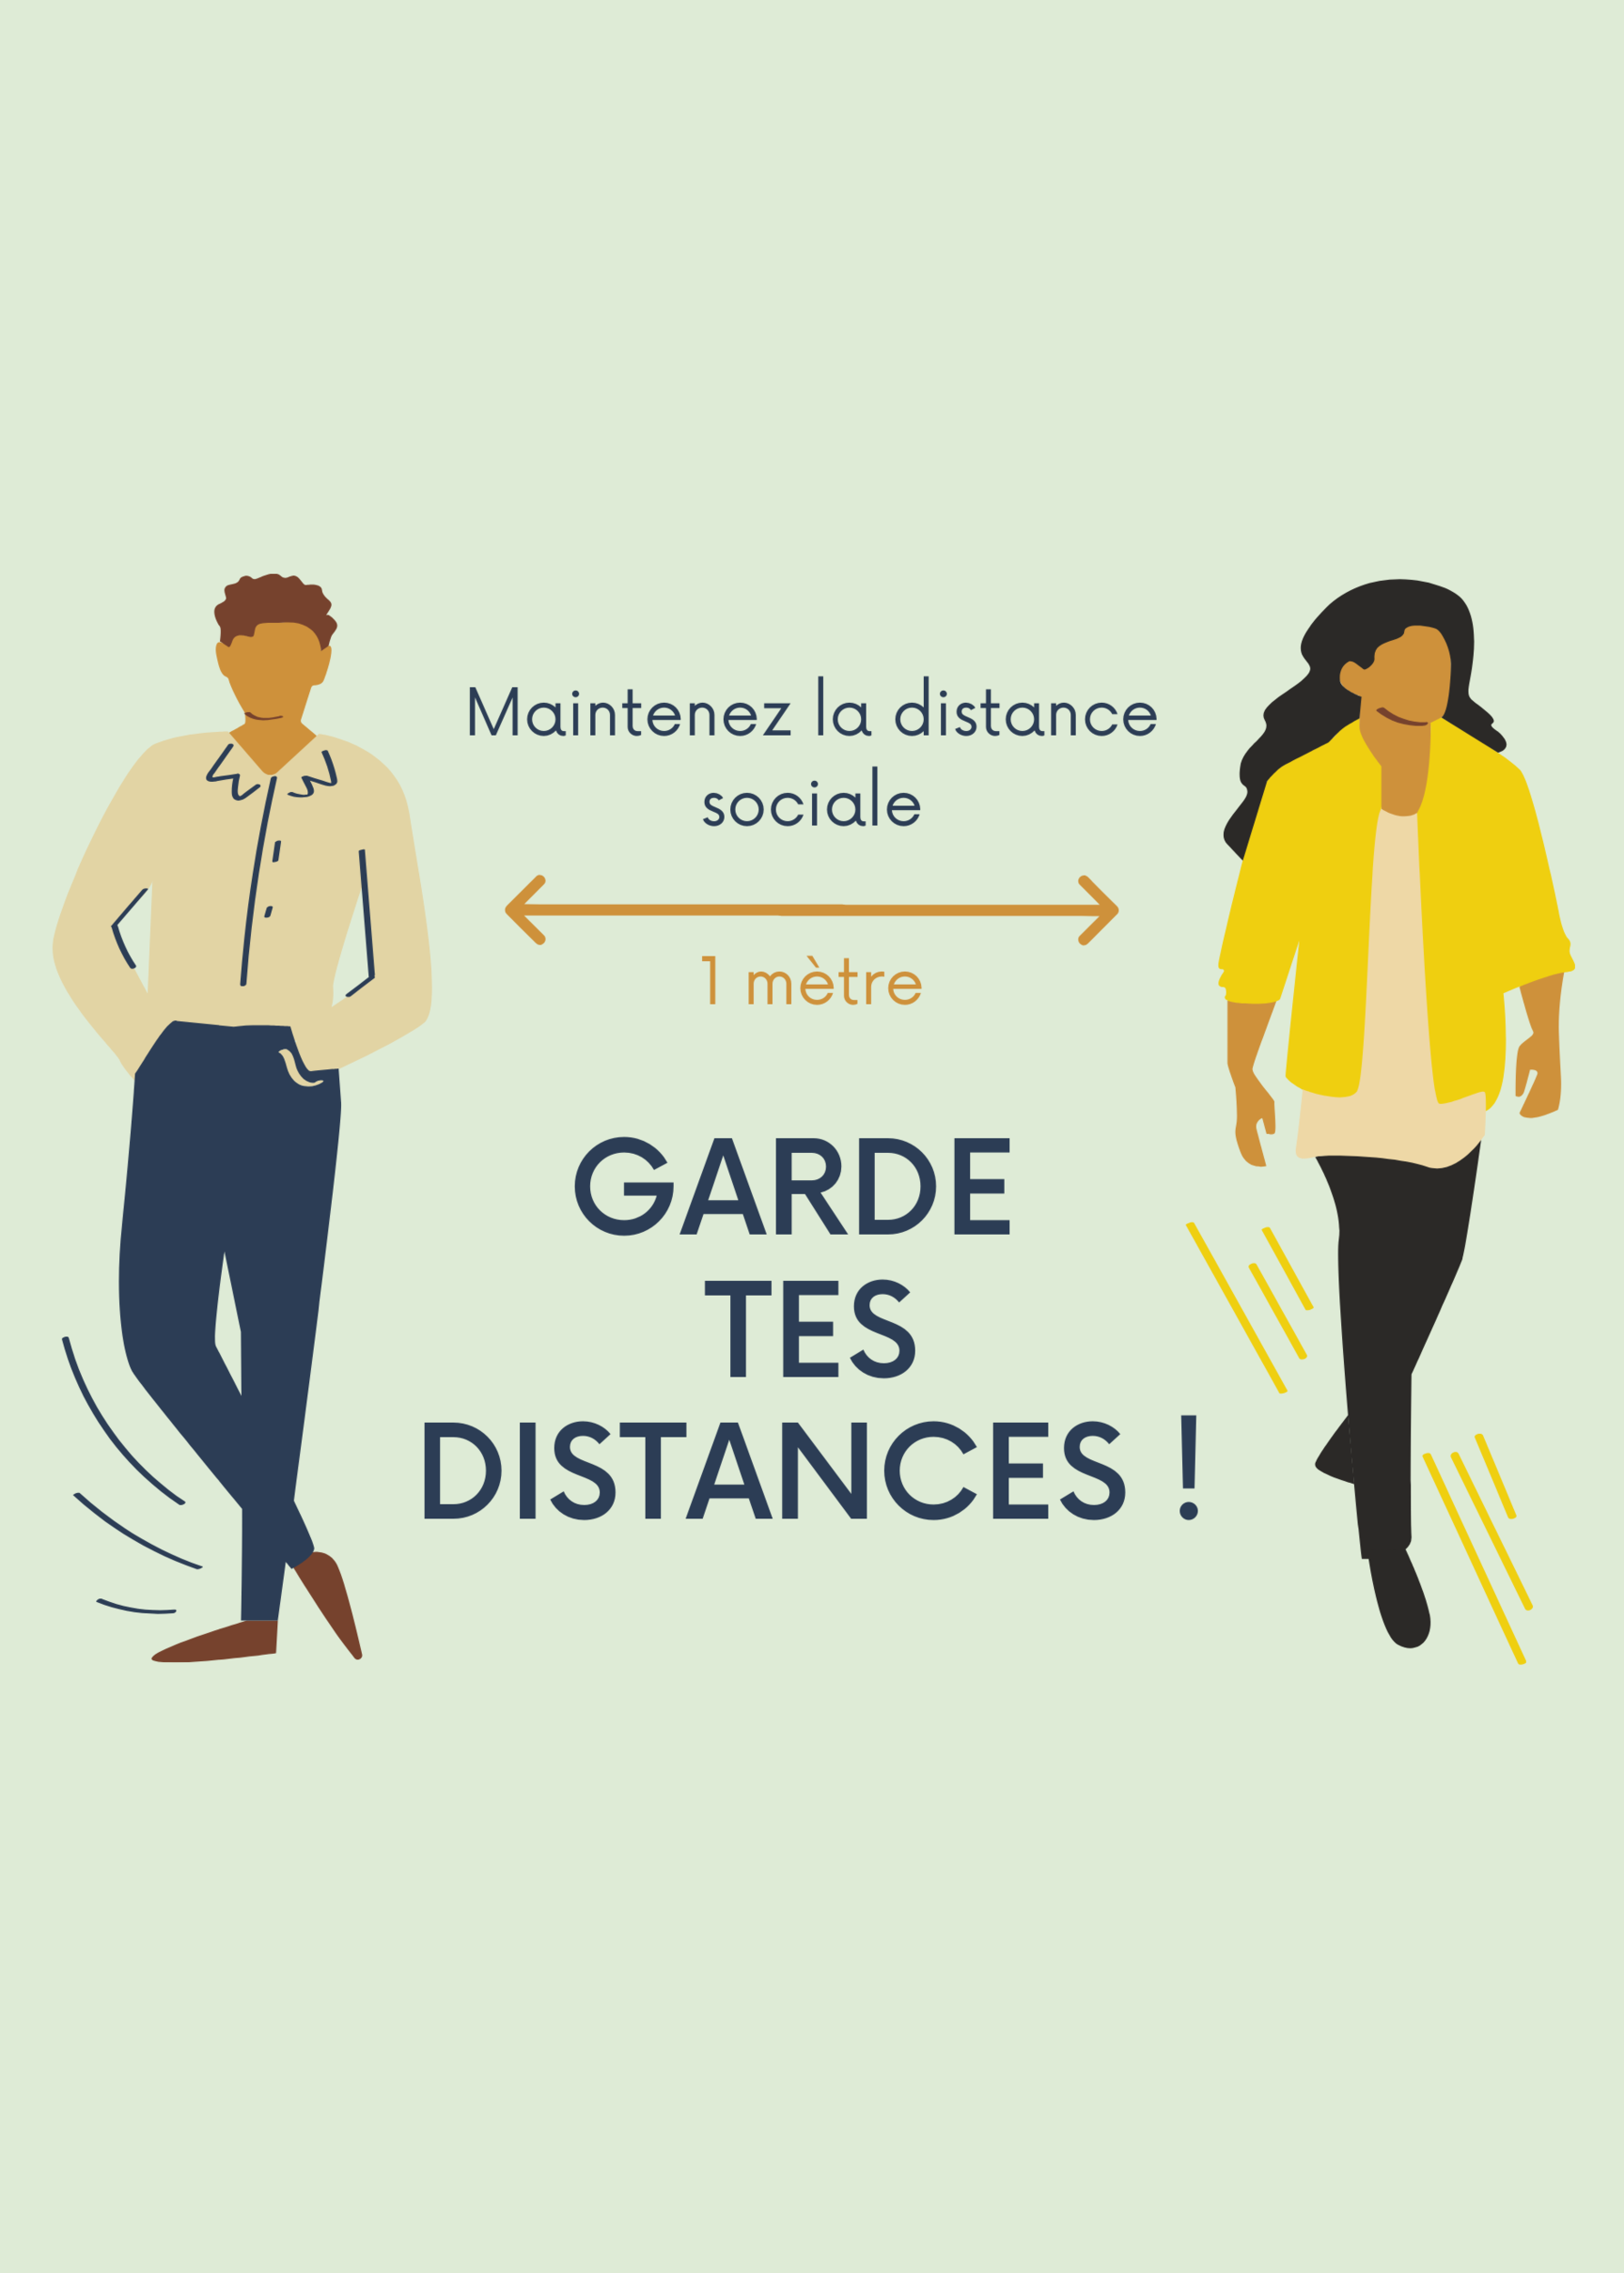 Maintenez la distance
sociale
1 mètre
GARDE
TES
DISTANCES !